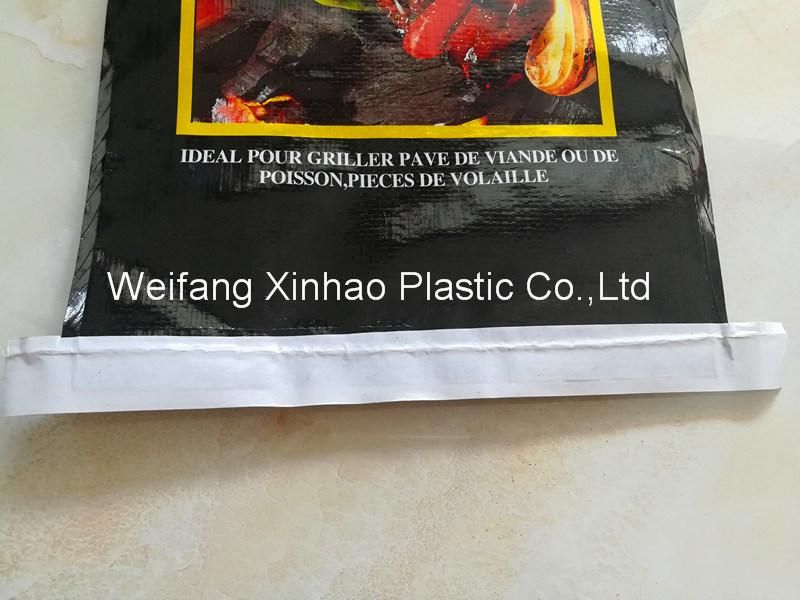 IDEAL POUR GRILLER PAVE DE VIANDE OU DE
POISSON,PIECES DE VOLAILLE
Weifang Xinhao Plastic Co.,Ltd